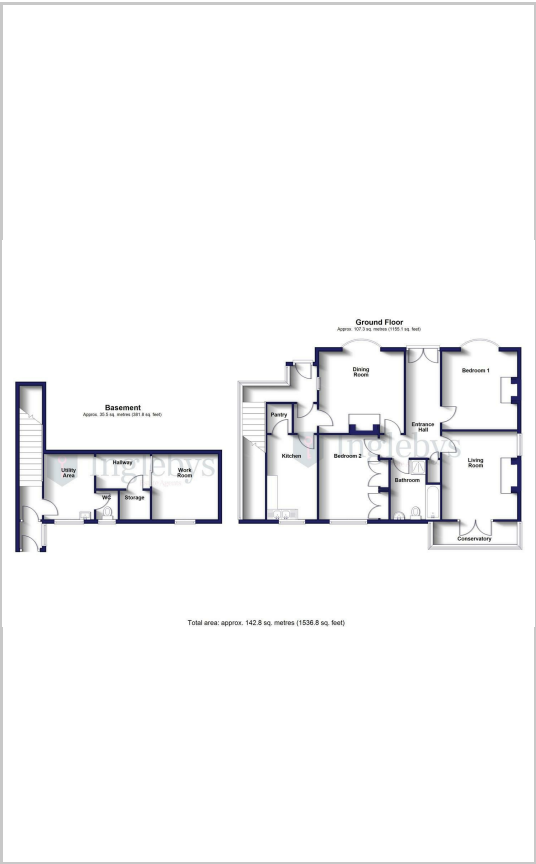 Ground Floor
Approx. 107.3 sq. metres (1155.1 sq. feet)
Dining
Room
Bedroom 1
Basement
Approx. 35.5 sq. metres (381.8 sq. feet)
Pantry
Entrance
Hall
Kitchen
Bedroom 2
Living
Room
Hallway
Utility
Area
Work
Room
Bathroom
WC
Storage
Conservatory
Inglebys
Inglebys
Total area: approx. 142.8 sq. metres (1536.8 sq. feet)